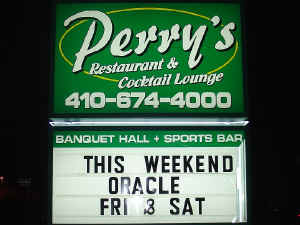 Perry's
Restaurant &
Cocktail Lounge
410-674-4000
BANQUET HALL + SPORTS BAR
THIS WEEKEND
ORACLE
FRI & SAT